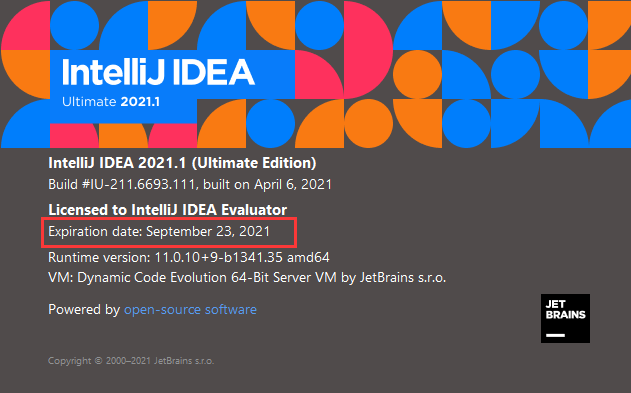 IntelliJ IDEA
Ultimate 2021.1
IntelliJ IDEA 2021.1 (Ultimate Edition)
Build #IU-211.6693.111, built on April 6, 2021
Licensed to IntelliJ IDEA Evaluator
Expiration date: September 23, 2021
Runtime version: 11.0.10+9-b1341.35 amd64
VM: Dynamic Code Evolution 64-Bit Server VM by JetBrains s.r.o.
Powered by open-source software
JET
BRAINS
Copyright © 2000–2021 JetBrains s.r.o.